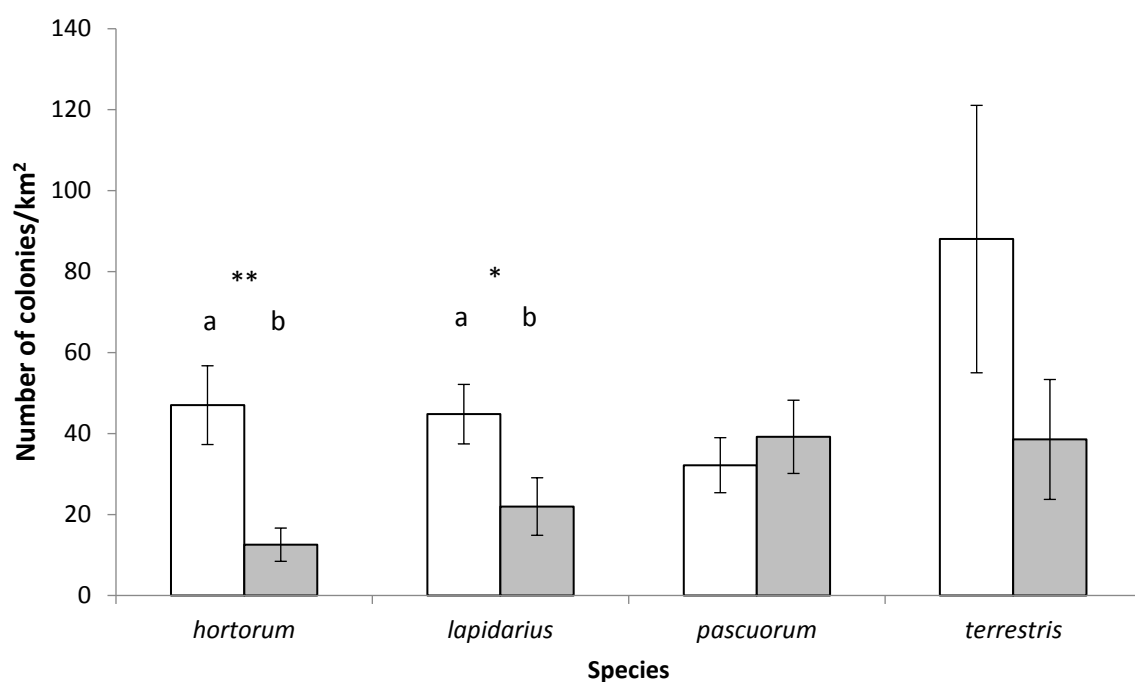 140
120
100
80
60
40
20
0
Number of colonies/km²
** *
a b a b
hortorum lapidarius pascuorum terrestris
Species